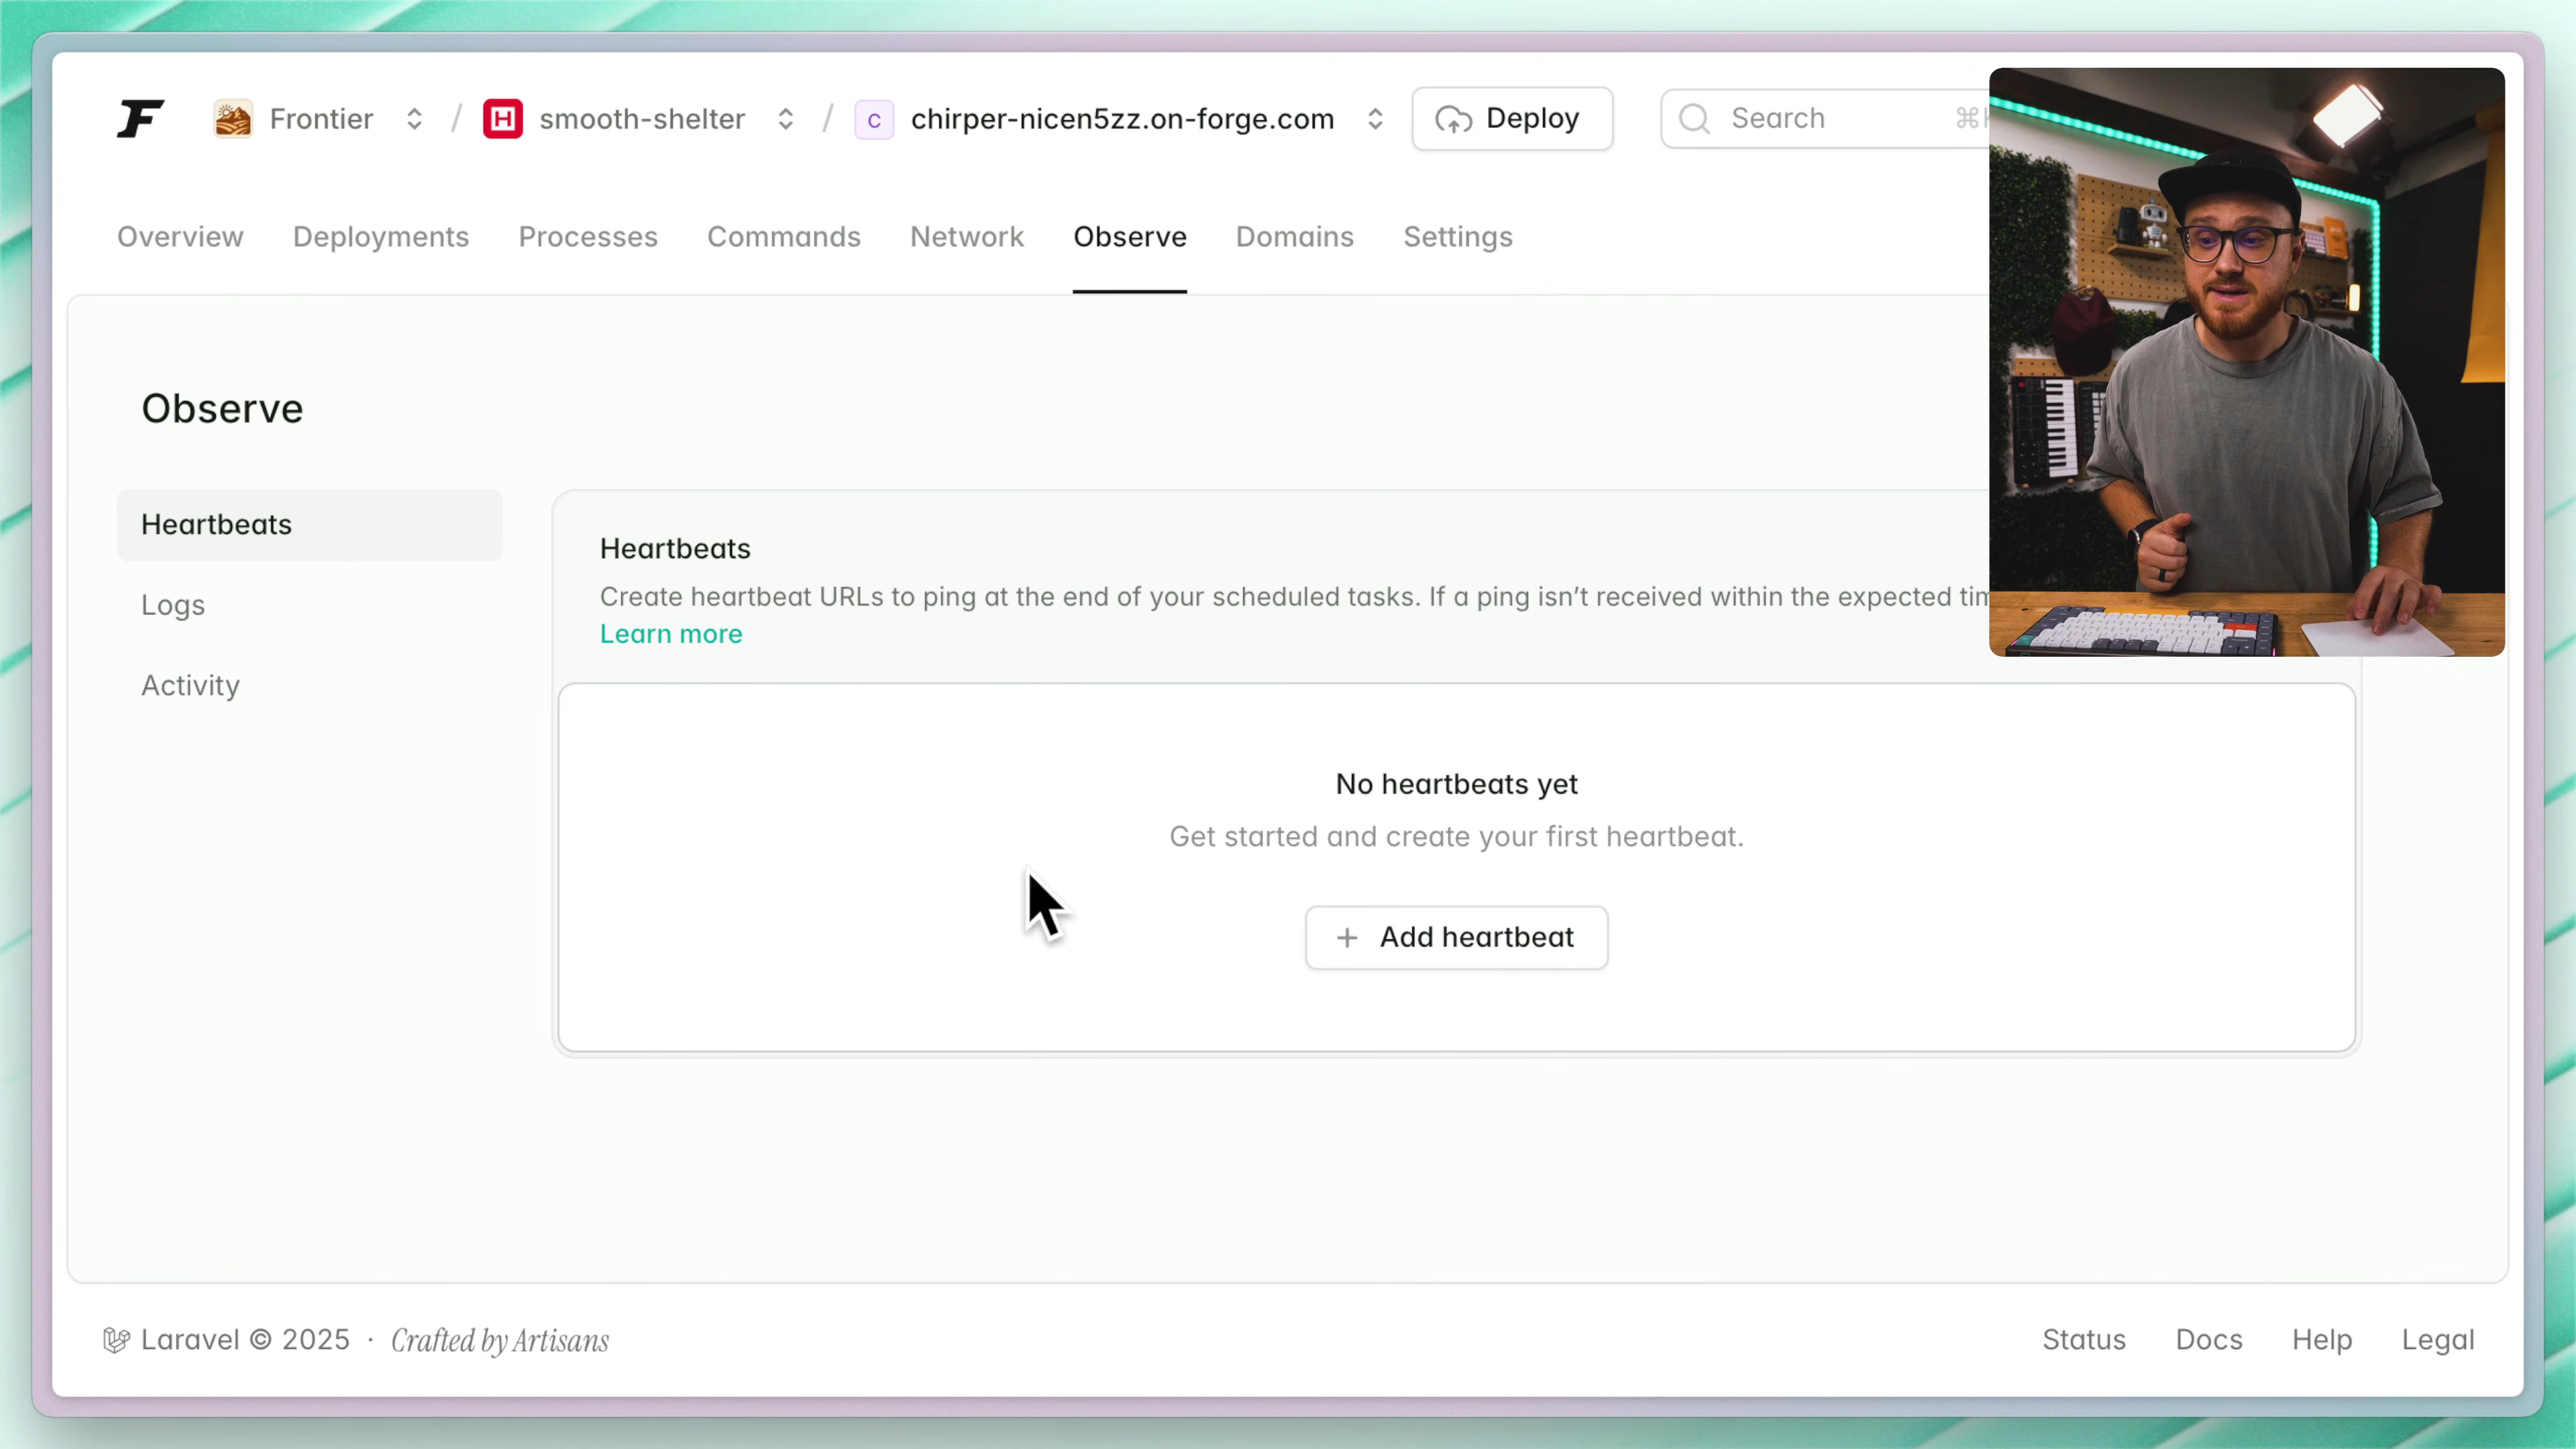 F
Frontier / H smooth-shelter / c chirper-nicen5zz.on-forge.com Deploy Search ⌘
Overview Deployments Processes Commands Network Observe Domains Settings
Observe
Heartbeats
Logs
Activity
Heartbeats
Create heartbeat URLs to ping at the end of your scheduled tasks. If a ping isn’t received within the expected
Learn more
No heartbeats yet
Get started and create your first heartbeat.
+ Add heartbeat
Laravel © 2025 · Crafted by Artisans
Status Docs Help Legal